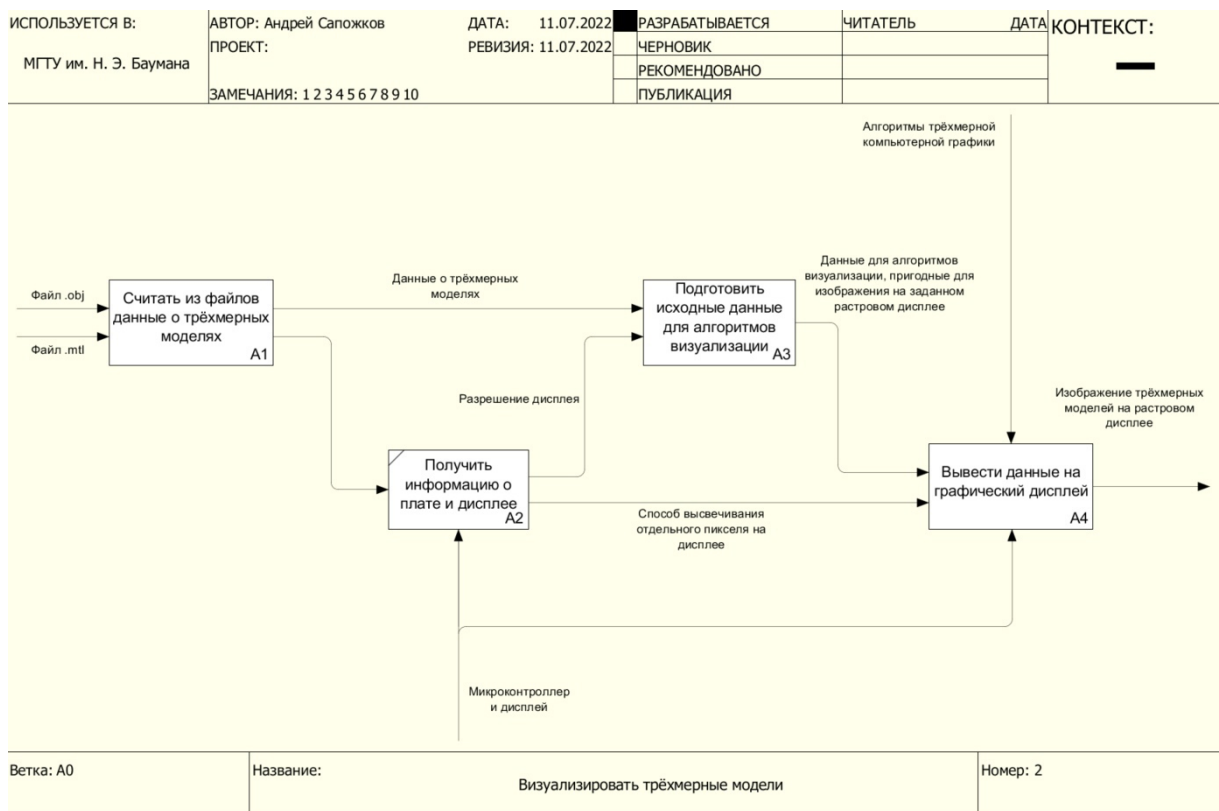 ИСПОЛЬЗУЕТСЯ В:
МГТУ им. Н. Э. Баумана
АВТОР: Андрей Сапожков
ДАТА: 11.07.2022
ПРОЕКТ:
РЕВИЗИЯ: 11.07.2022
ЗАМЕЧАНИЯ: 1 2 3 4 5 6 7 8 9 10
РАЗРАБАТЫВАЕТСЯ
ЧЕРНОВИК
РЕКОМЕНДОВАНО
ПУБЛИКАЦИЯ
ЧИТАТЕЛЬ
ДАТА
КОНТЕКСТ:
Алгоритмы трёхмерной
компьютерной графики
Файл .obj
Файл .mtl
Считать из файлов
данные о трёхмерных
моделях
A1
Данные о трёхмерных
моделях
Подготовить
исходные данные
для алгоритмов
визуализации
A3
Данные для алгоритмов
визуализации, пригодные для
изображения на заданном
растровом дисплее
Разрешение дисплея
Получить
информацию о
плате и дисплее
A2
Способ высвечивания
отдельного пикселя на
дисплее
Вывести данные на
графический дисплей
A4
Изображение трёхмерных
моделей на растровом
дисплее
Микроконтроллер
и дисплей
Ветка: A0
Название:
Визуализировать трёхмерные модели
Номер: 2